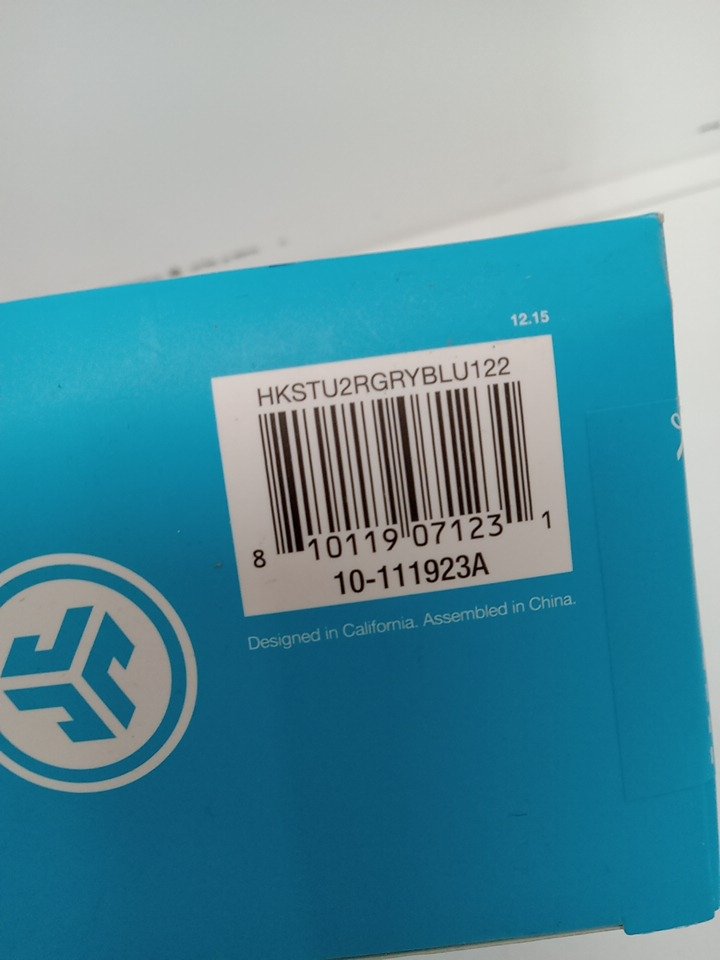 12.15
HKSTU2RGRYBLU122
8 10119 07123 1
10-111923A
Designed in California. Assembled in China.